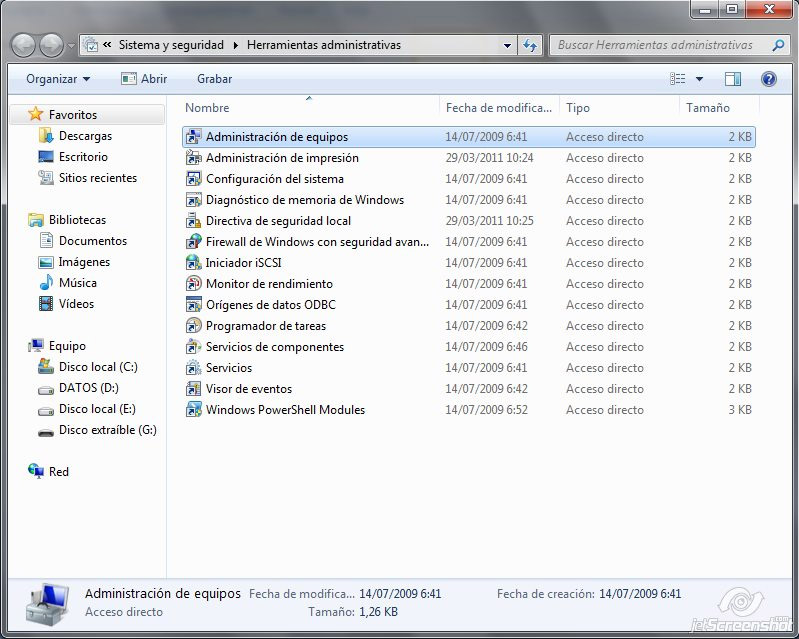 « Sistema y seguridad Herramientas administrativas Buscar Herramientas administrativas
Organizar Abrir Grabar
Nombre Fecha de modifica... Tipo Tamaño
Favoritos
Descargas
Escritorio
Sitios recientes
Bibliotecas
Documentos
Imágenes
Música
Vídeos
Equipo
Disco local (C:)
DATOS (D:)
Disco local (E:)
Disco extraíble (G:)
Red
Administración de equipos 14/07/2009 6:41 Acceso directo 2 KB
Administración de impresión 29/03/2011 10:24 Acceso directo 2 KB
Configuración del sistema 14/07/2009 6:41 Acceso directo 2 KB
Diagnóstico de memoria de Windows 14/07/2009 6:41 Acceso directo 2 KB
Directiva de seguridad local 29/03/2011 10:25 Acceso directo 2 KB
Firewall de Windows con seguridad avan... 14/07/2009 6:41 Acceso directo 2 KB
Iniciador iSCSI 14/07/2009 6:41 Acceso directo 2 KB
Monitor de rendimiento 14/07/2009 6:41 Acceso directo 2 KB
Orígenes de datos ODBC 14/07/2009 6:41 Acceso directo 2 KB
Programador de tareas 14/07/2009 6:42 Acceso directo 2 KB
Servicios de componentes 14/07/2009 6:46 Acceso directo 2 KB
Servicios 14/07/2009 6:41 Acceso directo 2 KB
Visor de eventos 14/07/2009 6:42 Acceso directo 2 KB
Windows PowerShell Modules 14/07/2009 6:52 Acceso directo 3 KB
Administración de equipos Fecha de modifica... 14/07/2009 6:41 Fecha de creación: 14/07/2009 6:41
Acceso directo Tamaño: 1,26 KB
jetScreenshot.com